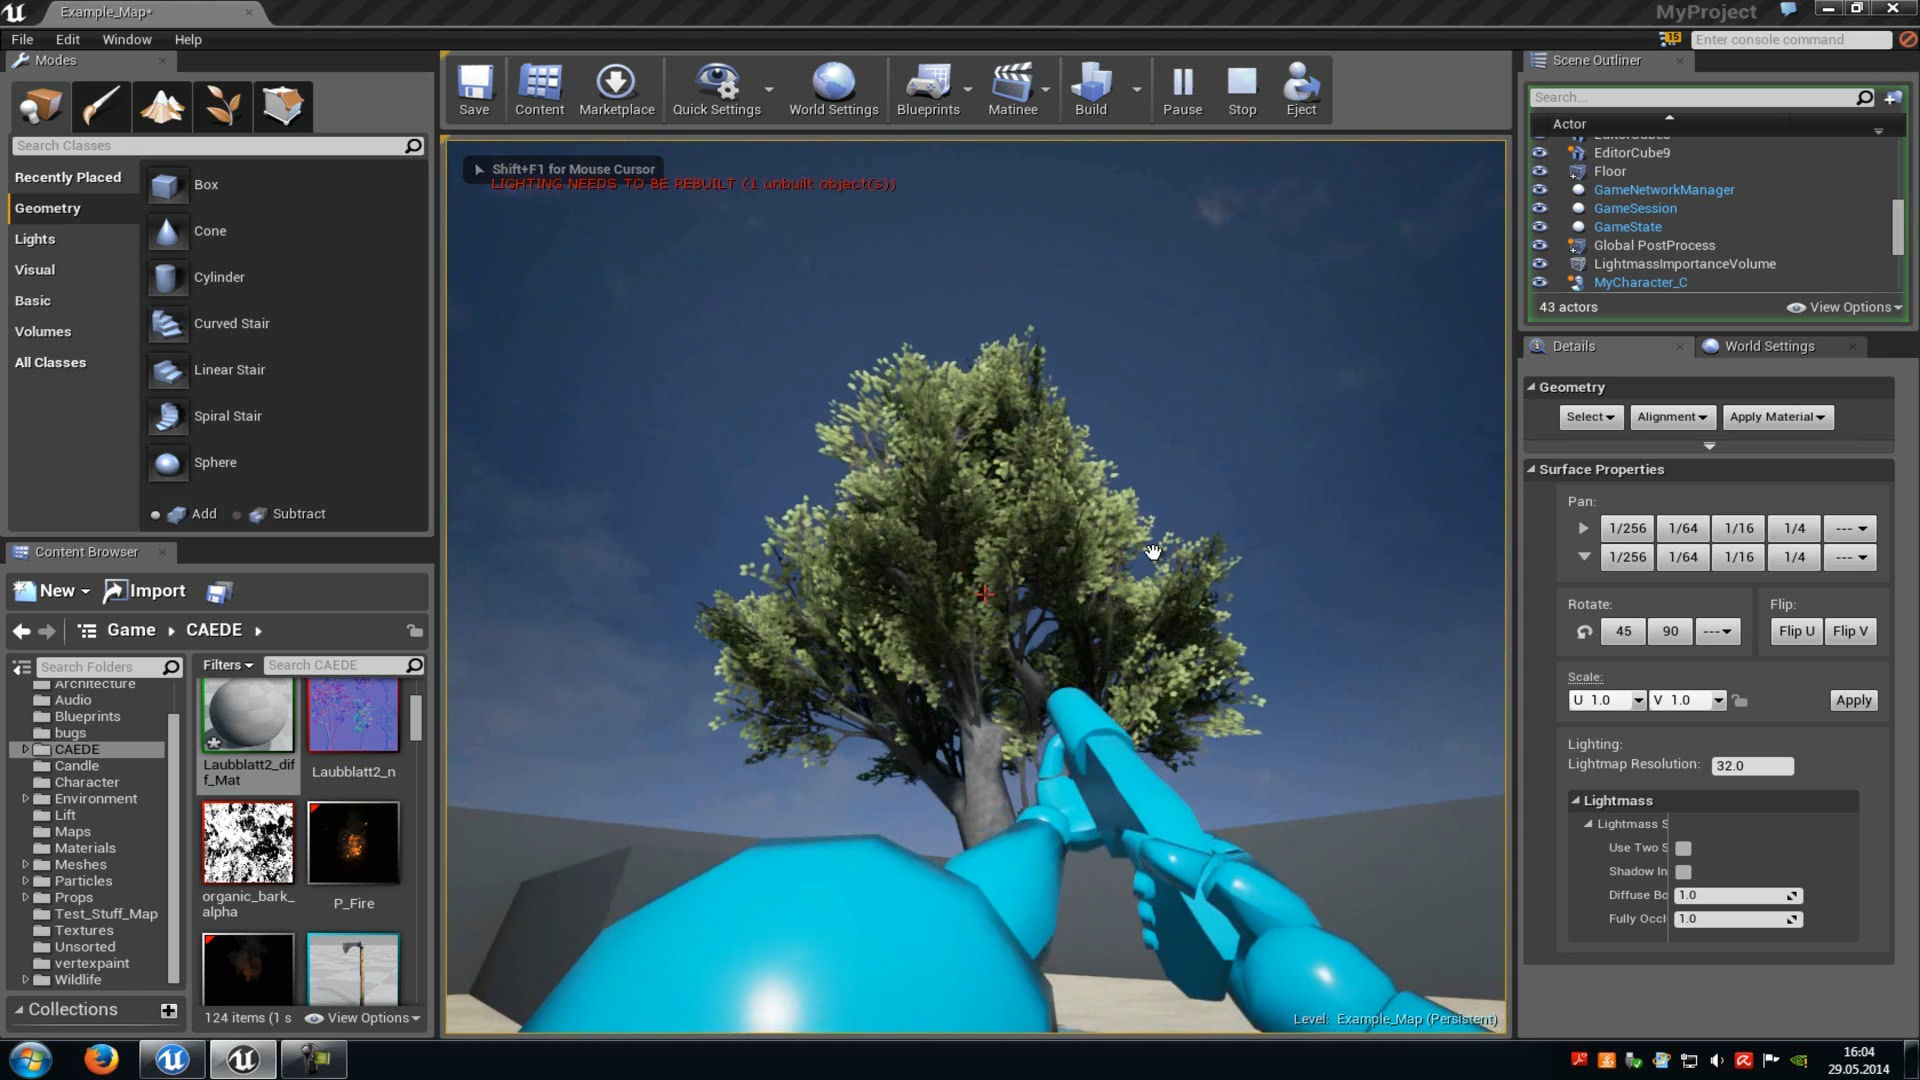 Example_Map*
MyProject
File Edit Window Help
15
Enter console command
Modes
Search Classes
Recently Placed
Geometry
Lights
Visual
Basic
Volumes
All Classes
Box
Cone
Cylinder
Curved Stair
Linear Stair
Spiral Stair
Sphere
Add Subtract
Save Content Marketplace Quick Settings World Settings Blueprints Matinee Build Pause Stop Eject
Shift+F1 for Mouse Cursor
LIGHTING NEEDS TO BE REBUILT (1 unbuilt object(s))
Level: Example_Map (Persistent)
Content Browser
New Import
Game CAEDE
Search Folders
Filters Search CAEDE
Architecture
Audio
Blueprints
bugs
CAEDE
Candle
Character
Environment
Lift
Maps
Materials
Meshes
Particles
Props
Test_Stuff_Map
Textures
Unsorted
vertexpaint
Wildlife
Collections
Laubblatt2_dif
f_Mat
Laubblatt2_n
organic_bark_
alpha
P_Fire
124 items (1 s View Options
Scene Outliner
Search...
Actor
EditorCube9
Floor
GameNetworkManager
GameSession
GameState
Global PostProcess
LightmassImportanceVolume
MyCharacter_C
43 actors View Options
Details World Settings
Geometry
Select Alignment Apply Material
Surface Properties
Pan:
1/256 1/64 1/16 1/4 ---
1/256 1/64 1/16 1/4 ---
Rotate: Flip:
45 90 --- Flip U Flip V
Scale:
U 1.0 V 1.0 Apply
Lighting:
Lightmap Resolution: 32.0
Lightmass
Lightmass S
Use Two S
Shadow In
Diffuse Bo 1.0
Fully Occl 1.0
16:04
29.05.2014